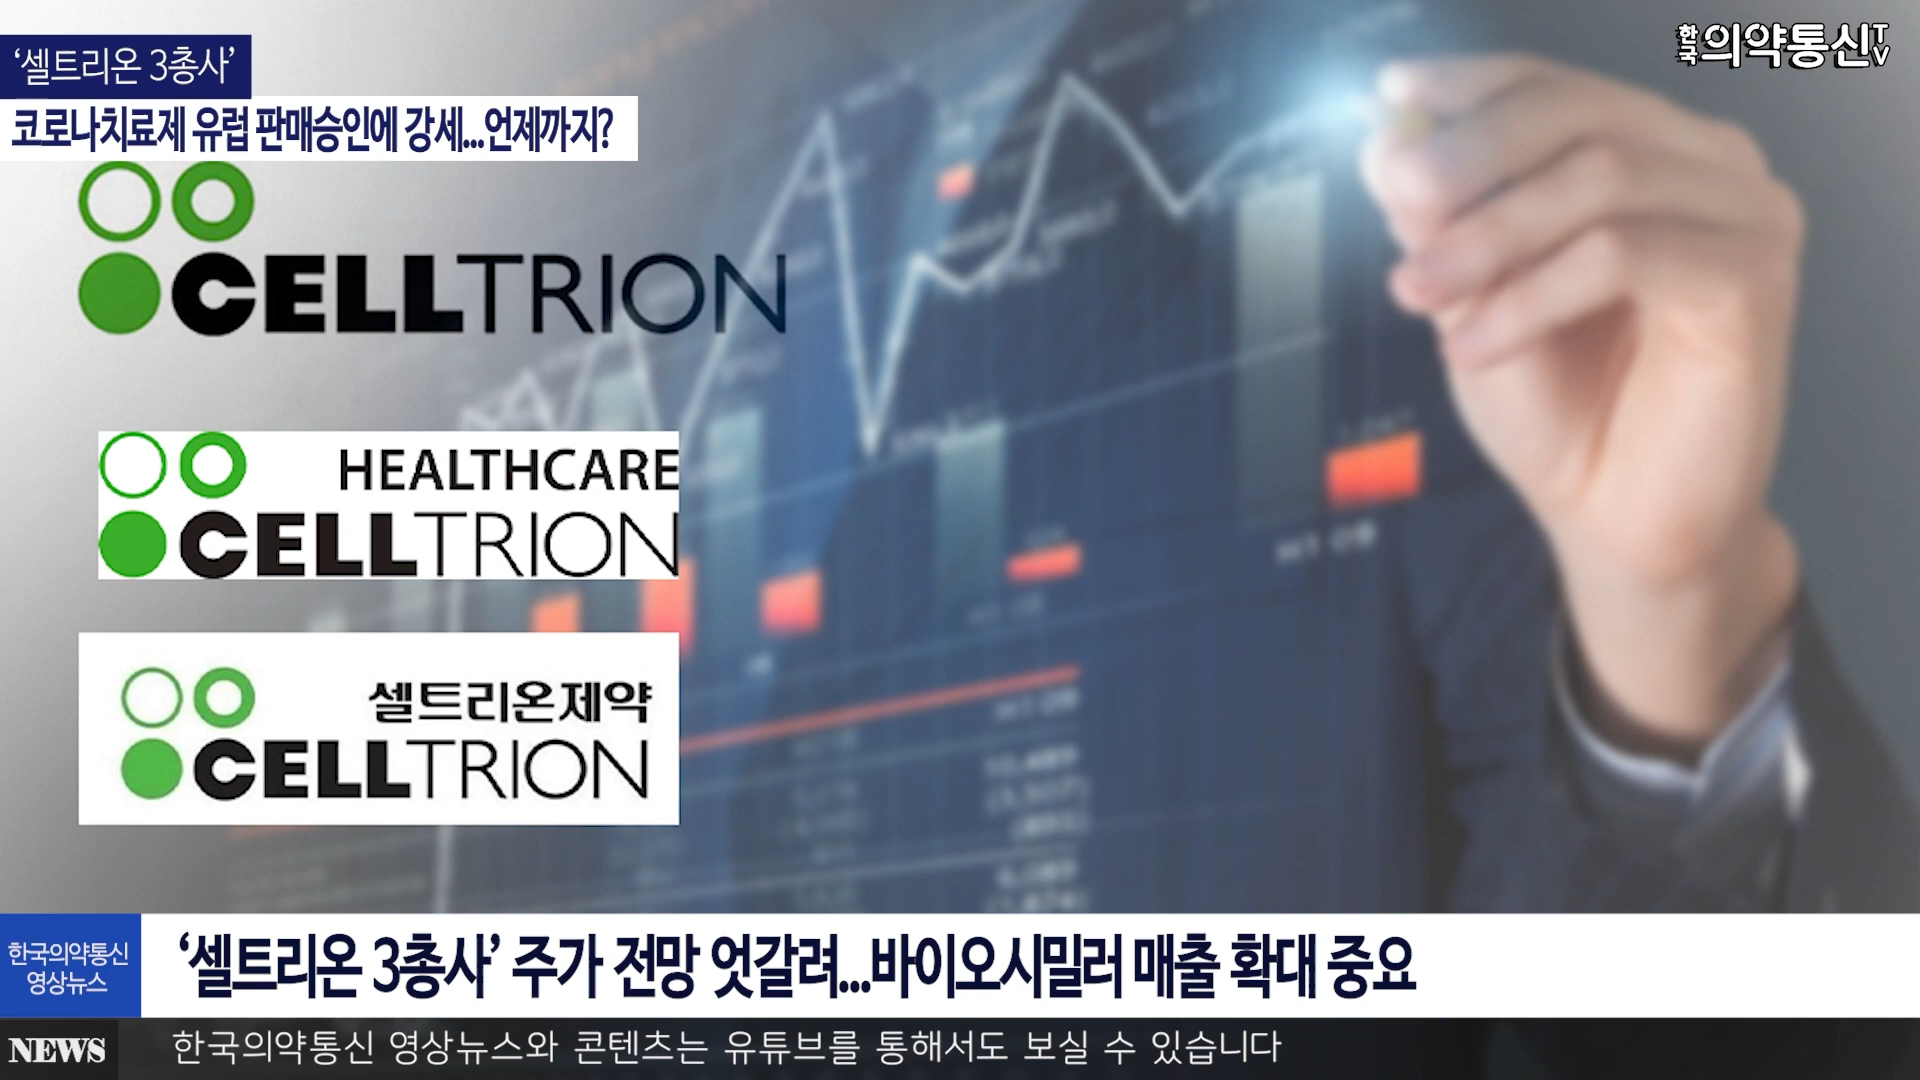 ‘셀트리온 3총사’
한국의약통신TV
코로나치료제 유럽 판매승인에 강세...언제까지?
CELLTRION
HEALTHCARE
CELLTRION
셀트리온제약
CELLTRION
한국의약통신
영상뉴스
‘셀트리온 3총사’ 주가 전망 엇갈려...바이오시밀러 매출 확대 중요
NEWS
한국의약통신 영상뉴스와 콘텐츠는 유튜브를 통해서도 보실 수 있습니다